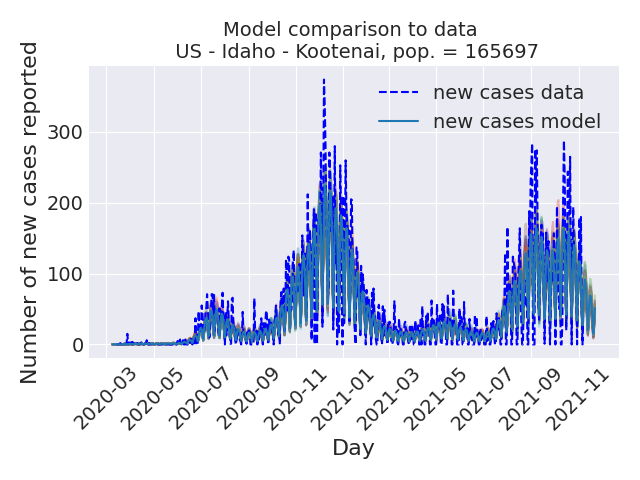 Model comparison to data
US - Idaho - Kootenai, pop. = 165697
new cases data
new cases model
Number of new cases reported
300
200
100
0
2020-03
2020-05
2020-07
2020-09
2020-11
2021-01
2021-03
2021-05
2021-07
2021-09
2021-11
Day